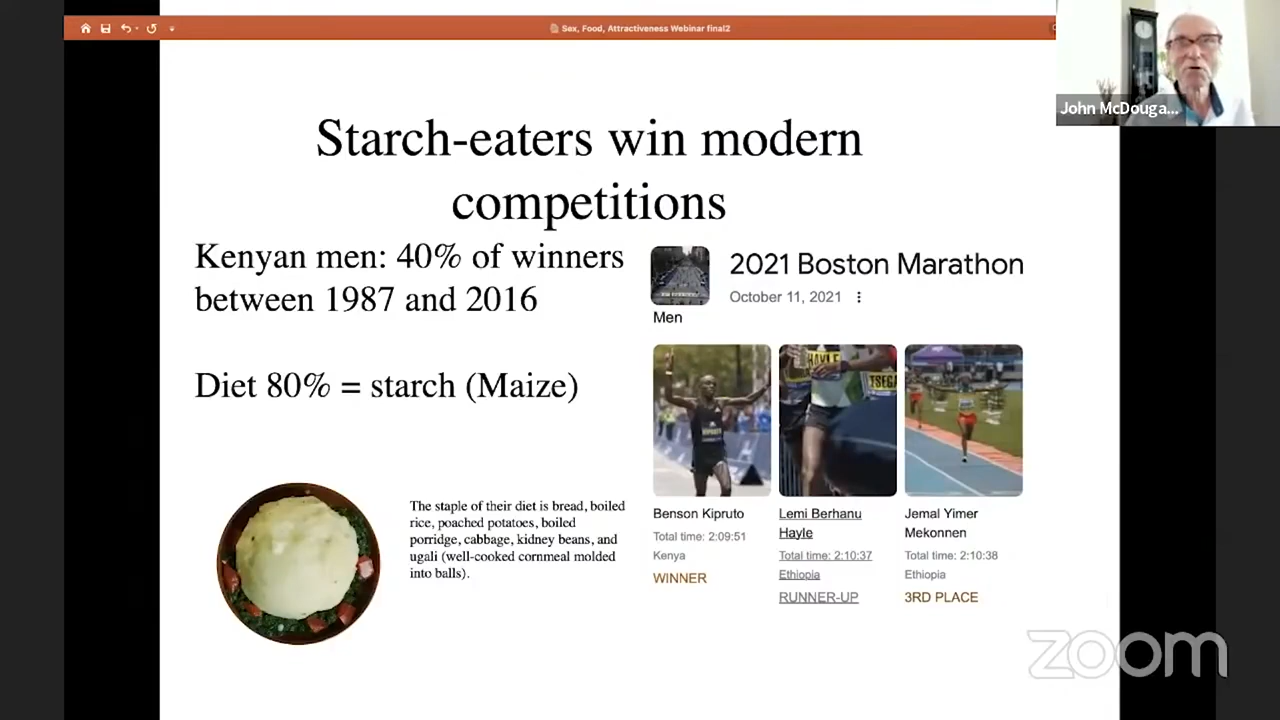 Sex, Food, Attractiveness Webinar final2
John McDouga...
Starch-eaters win modern
competitions
Kenyan men: 40% of winners
between 1987 and 2016
Diet 80% = starch (Maize)
The staple of their diet is bread, boiled
rice, poached potatoes, boiled
porridge, cabbage, kidney beans, and
ugali (well-cooked cornmeal molded
into balls).
2021 Boston Marathon
October 11, 2021
Men
HAYLE
TSEGA
Benson Kipruto
Total time: 2:09:51
Kenya
WINNER
Lemi Berhanu
Hayle
Total time: 2:10:37
Ethiopia
RUNNER-UP
Jemal Yimer
Mekonnen
Total time: 2:10:38
Ethiopia
3RD PLACE
zoom